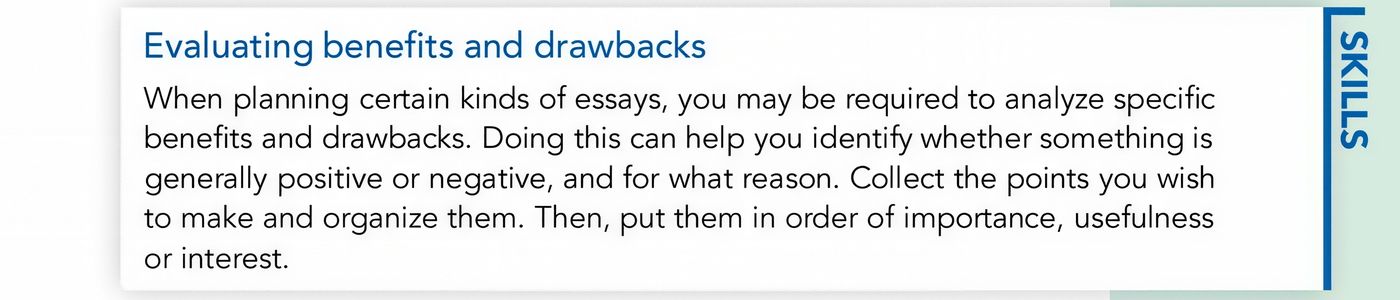 Evaluating benefits and drawbacks
When planning certain kinds of essays, you may be required to analyze specific
benefits and drawbacks. Doing this can help you identify whether something is
generally positive or negative, and for what reason. Collect the points you wish
to make and organize them. Then, put them in order of importance, usefulness
or interest.
SKILLS